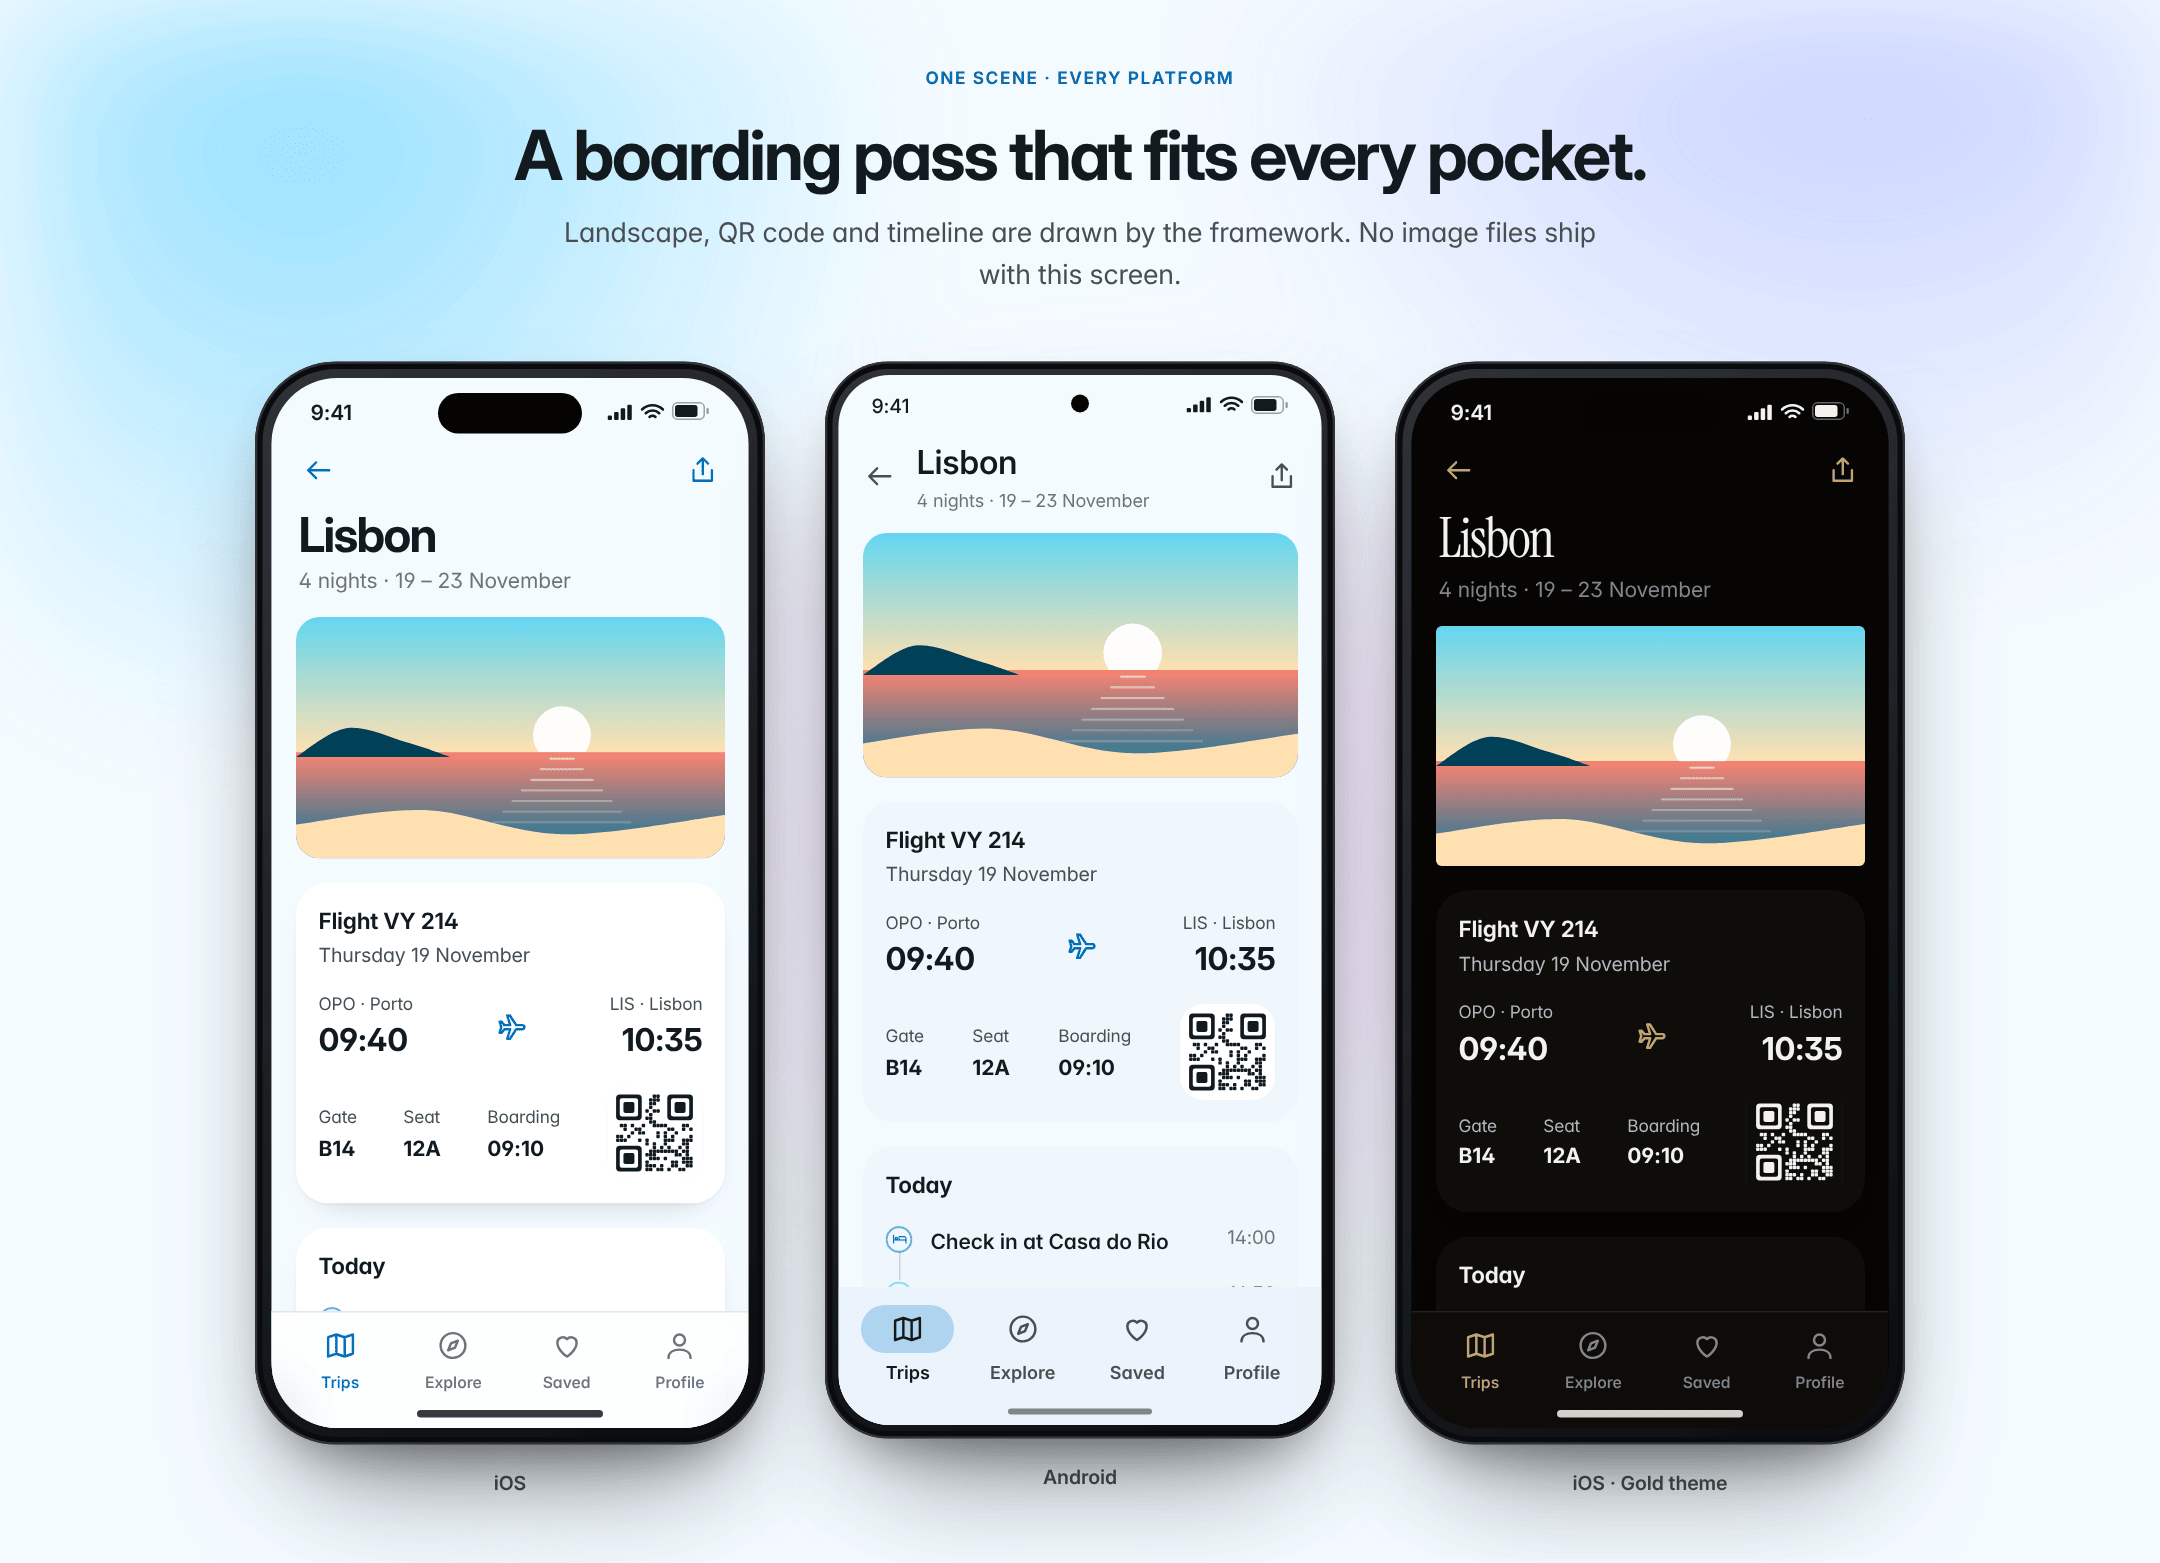 ONE SCENE · EVERY PLATFORM
A boarding pass that fits every pocket.
Landscape, QR code and timeline are drawn by the framework. No image files ship
with this screen.
9:41
Lisbon
4 nights · 19 – 23 November
Flight VY 214
Thursday 19 November
OPO · Porto
LIS · Lisbon
09:40
10:35
Gate
Seat
Boarding
B14
12A
09:10
Today
Trips
Explore
Saved
Profile
iOS
9:41
Lisbon
4 nights · 19 – 23 November
Flight VY 214
Thursday 19 November
OPO · Porto
LIS · Lisbon
09:40
10:35
Gate
Seat
Boarding
B14
12A
09:10
Today
Check in at Casa do Rio
14:00
Trips
Explore
Saved
Profile
Android
9:41
Lisbon
4 nights · 19 – 23 November
Flight VY 214
Thursday 19 November
OPO · Porto
LIS · Lisbon
09:40
10:35
Gate
Seat
Boarding
B14
12A
09:10
Today
Trips
Explore
Saved
Profile
iOS · Gold theme